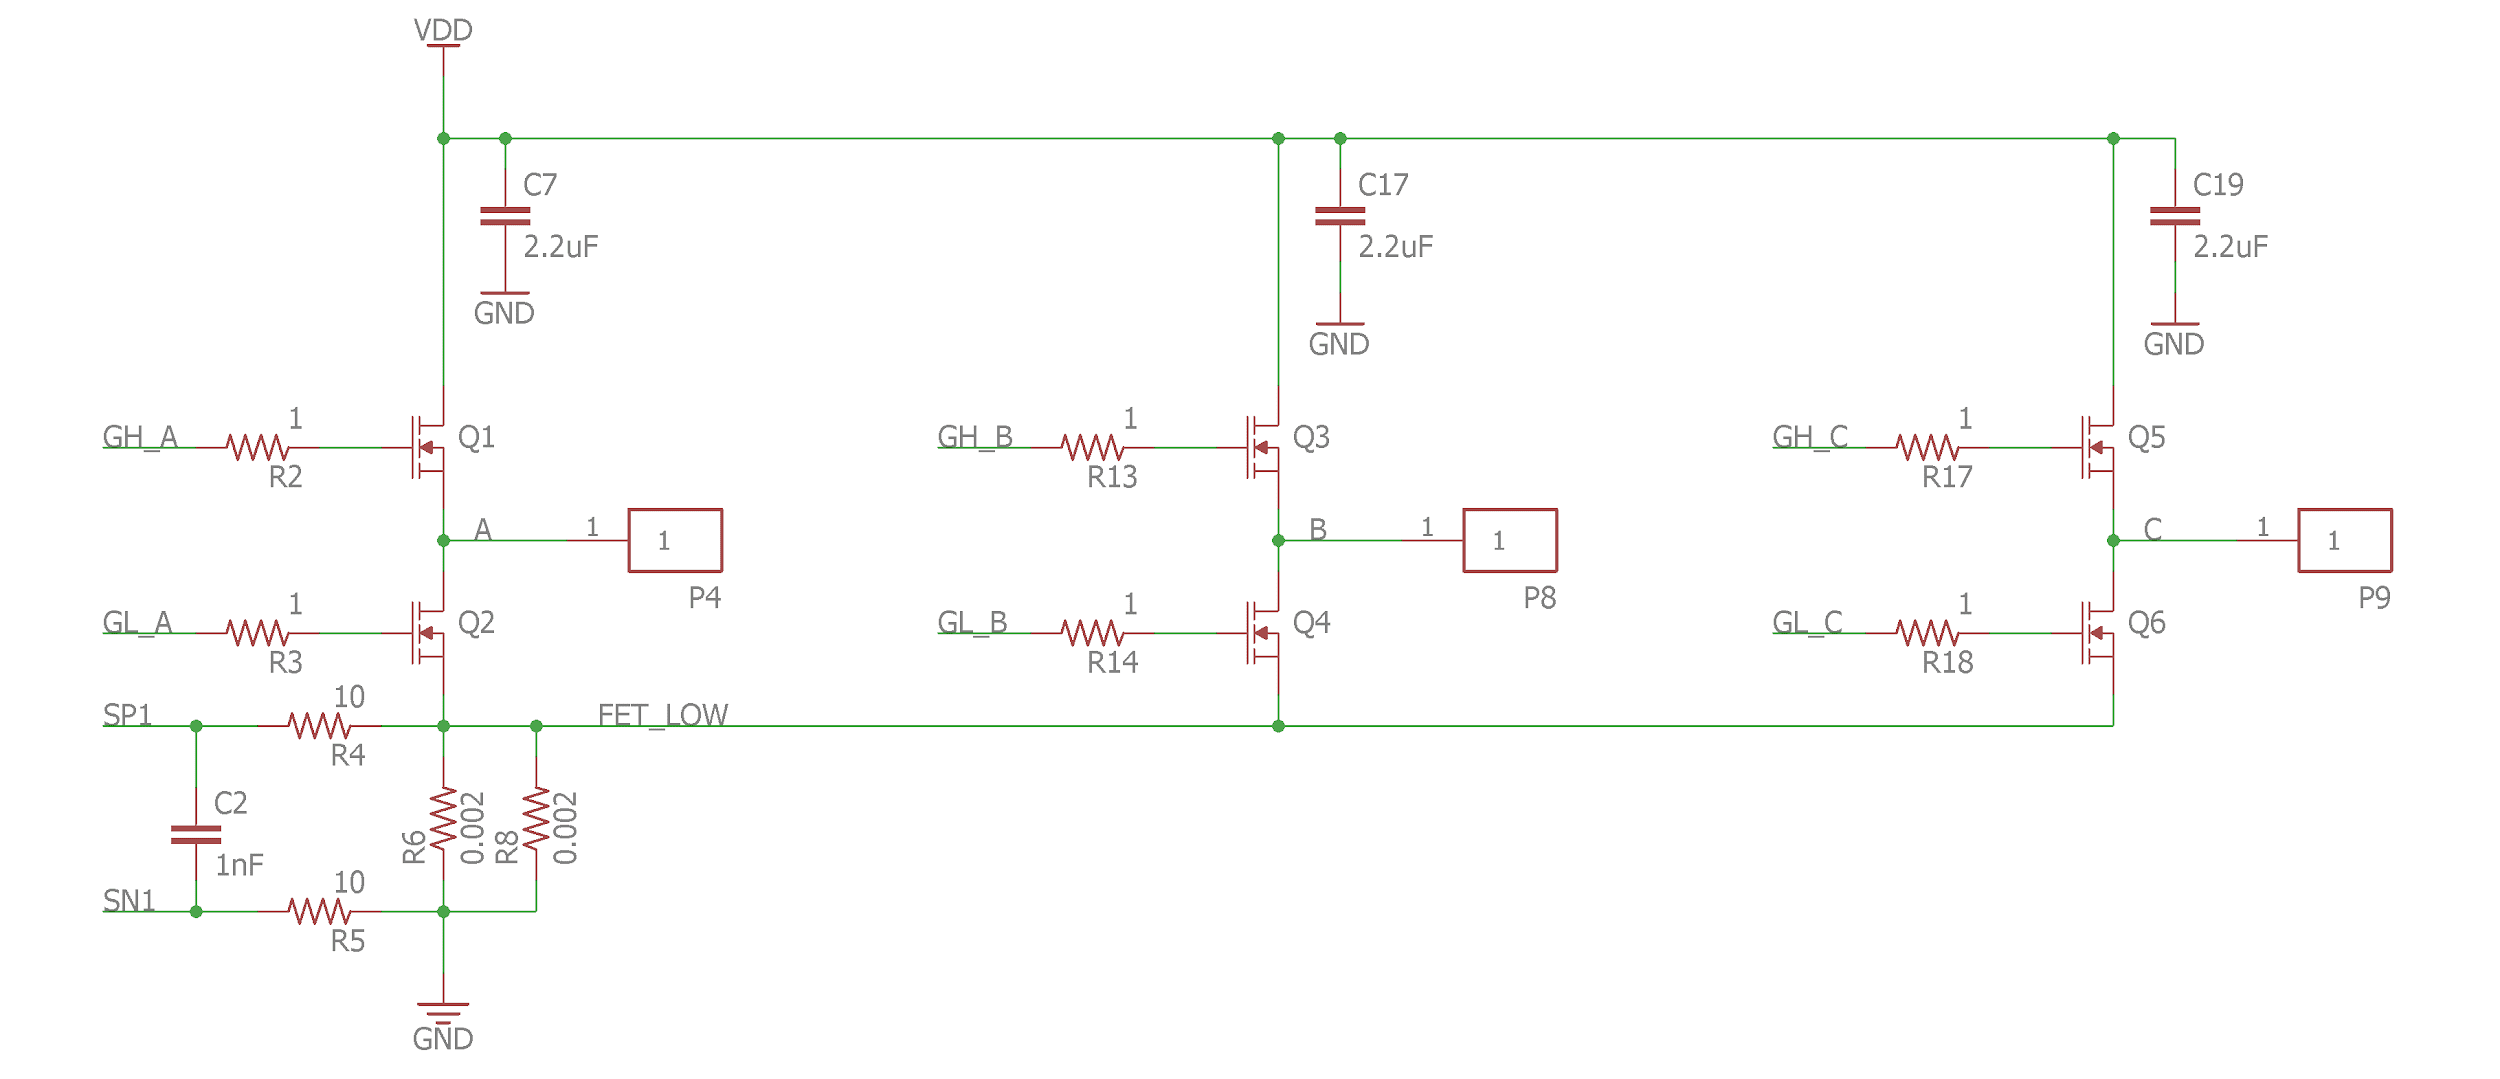 VDD
C7
2.2uF
GND
C17
2.2uF
GND
C19
2.2uF
GND
GH_A
1
R2
Q1
GH_B
1
R13
Q3
GH_C
1
R17
Q5
A
1
1
P4
B
1
1
P8
C
1
1
P9
GL_A
1
R3
Q2
GL_B
1
R14
Q4
GL_C
1
R18
Q6
SP1
10
R4
FET_LOW
C2
1nF
R6
0.002
R8
0.002
SN1
10
R5
GND